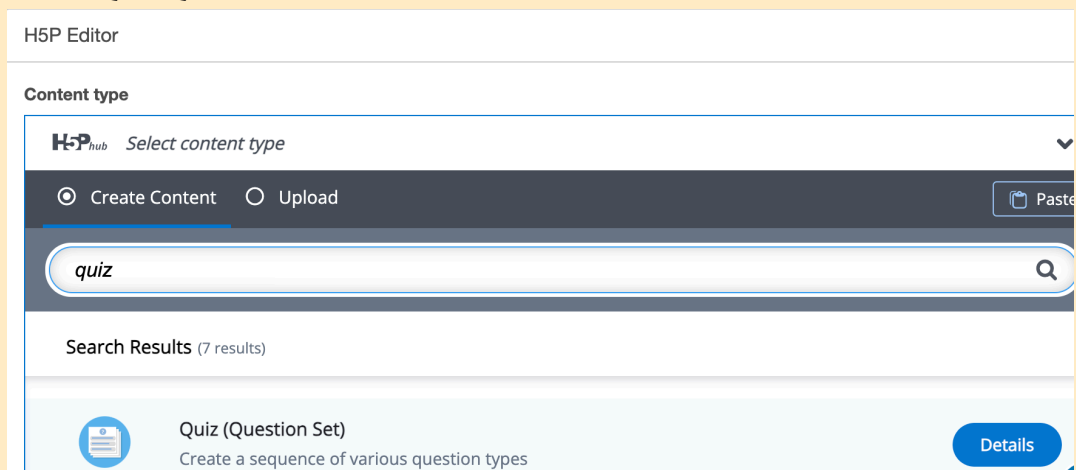 H5P Editor
Content type
H5P hub Select content type
Create Content Upload Paste
quiz
Search Results (7 results)
Quiz (Question Set)
Create a sequence of various question types
Details